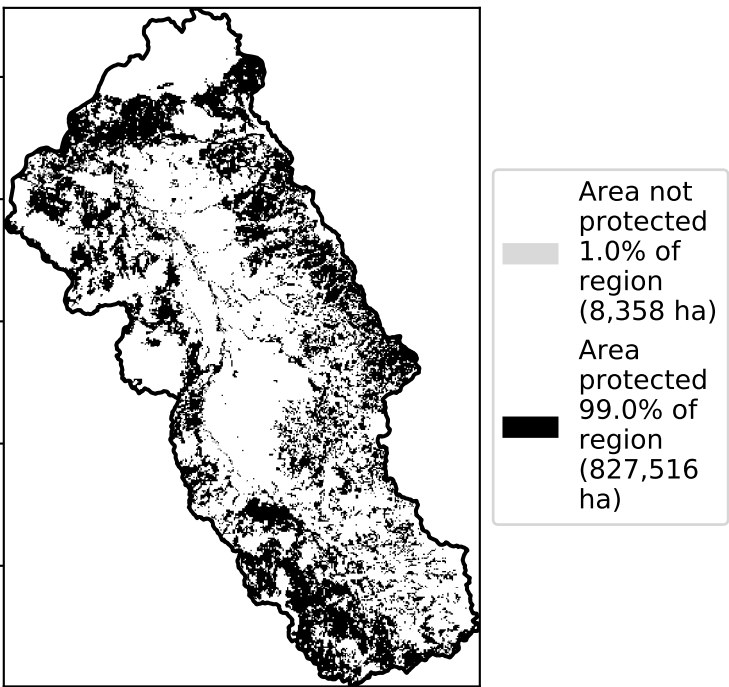 Area not
protected
1.0% of
region
(8,358 ha)
Area
protected
99.0% of
region
(827,516
ha)